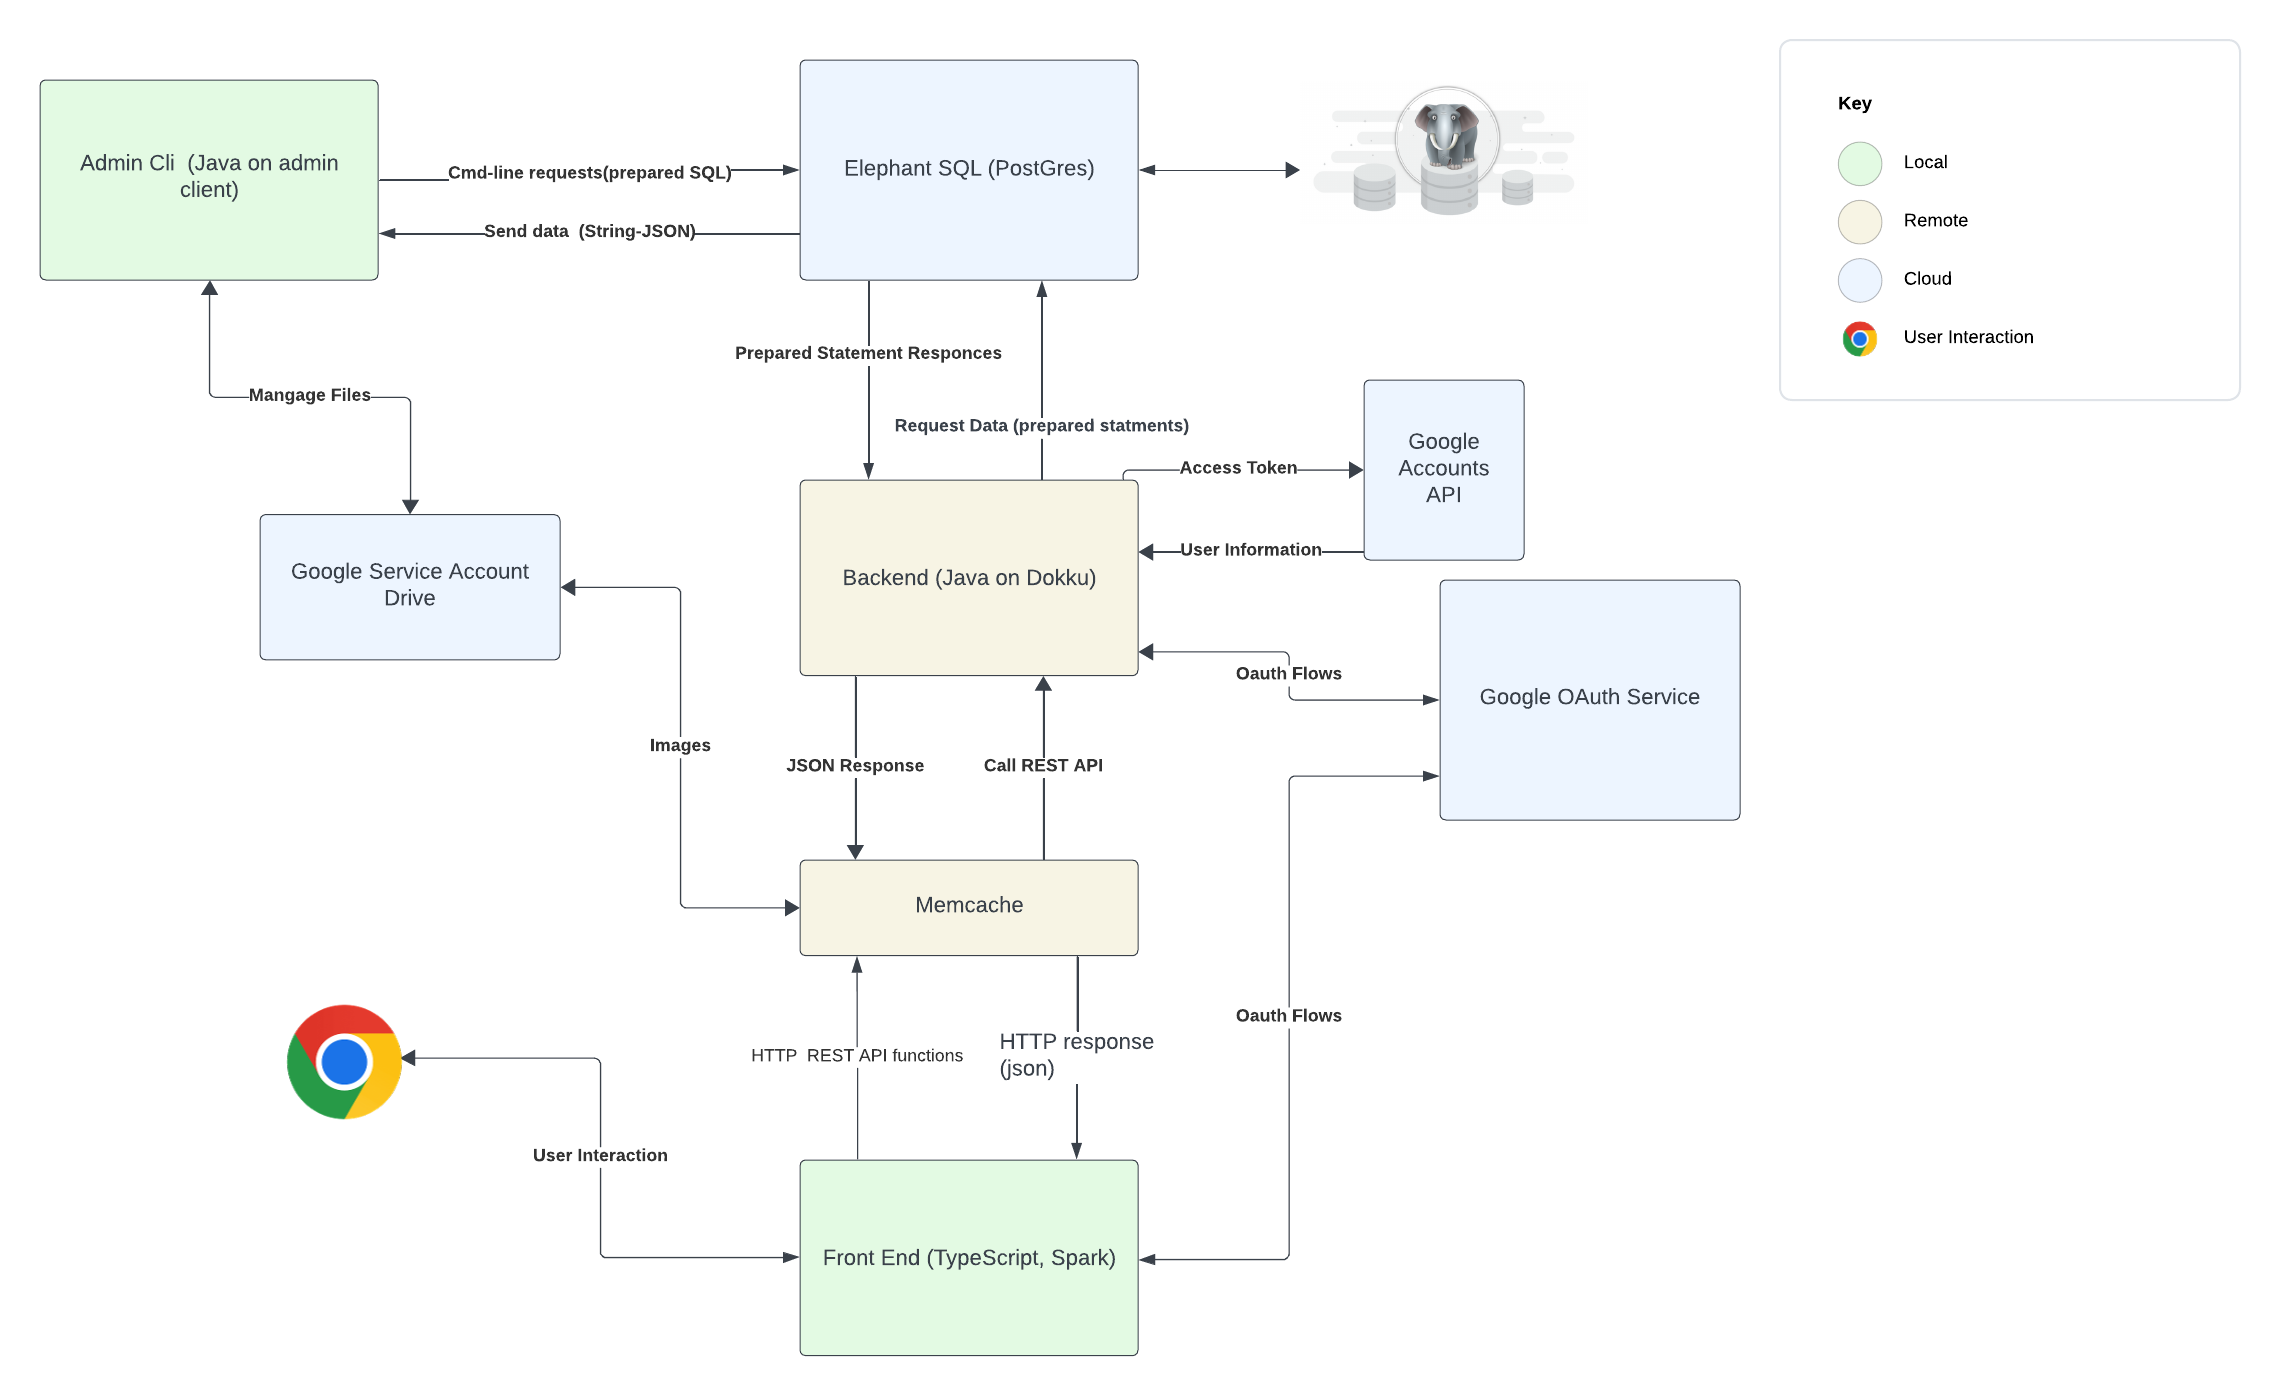 Admin Cli  (Java on admin
client)
Cmd-line requests(prepared SQL)
Send data  (String-JSON)
Elephant SQL (PostGres)
Key
Local
Remote
Cloud
User Interaction
Prepared Statement Responces
Mangage Files
Request Data (prepared statments)
Access Token
Google
Accounts
API
User Information
Google Service Account
Drive
Backend (Java on Dokku)
Oauth Flows
Google OAuth Service
Images
JSON Response
Call REST API
Memcache
Oauth Flows
HTTP  REST API functions
HTTP response
(json)
User Interaction
Front End (TypeScript, Spark)